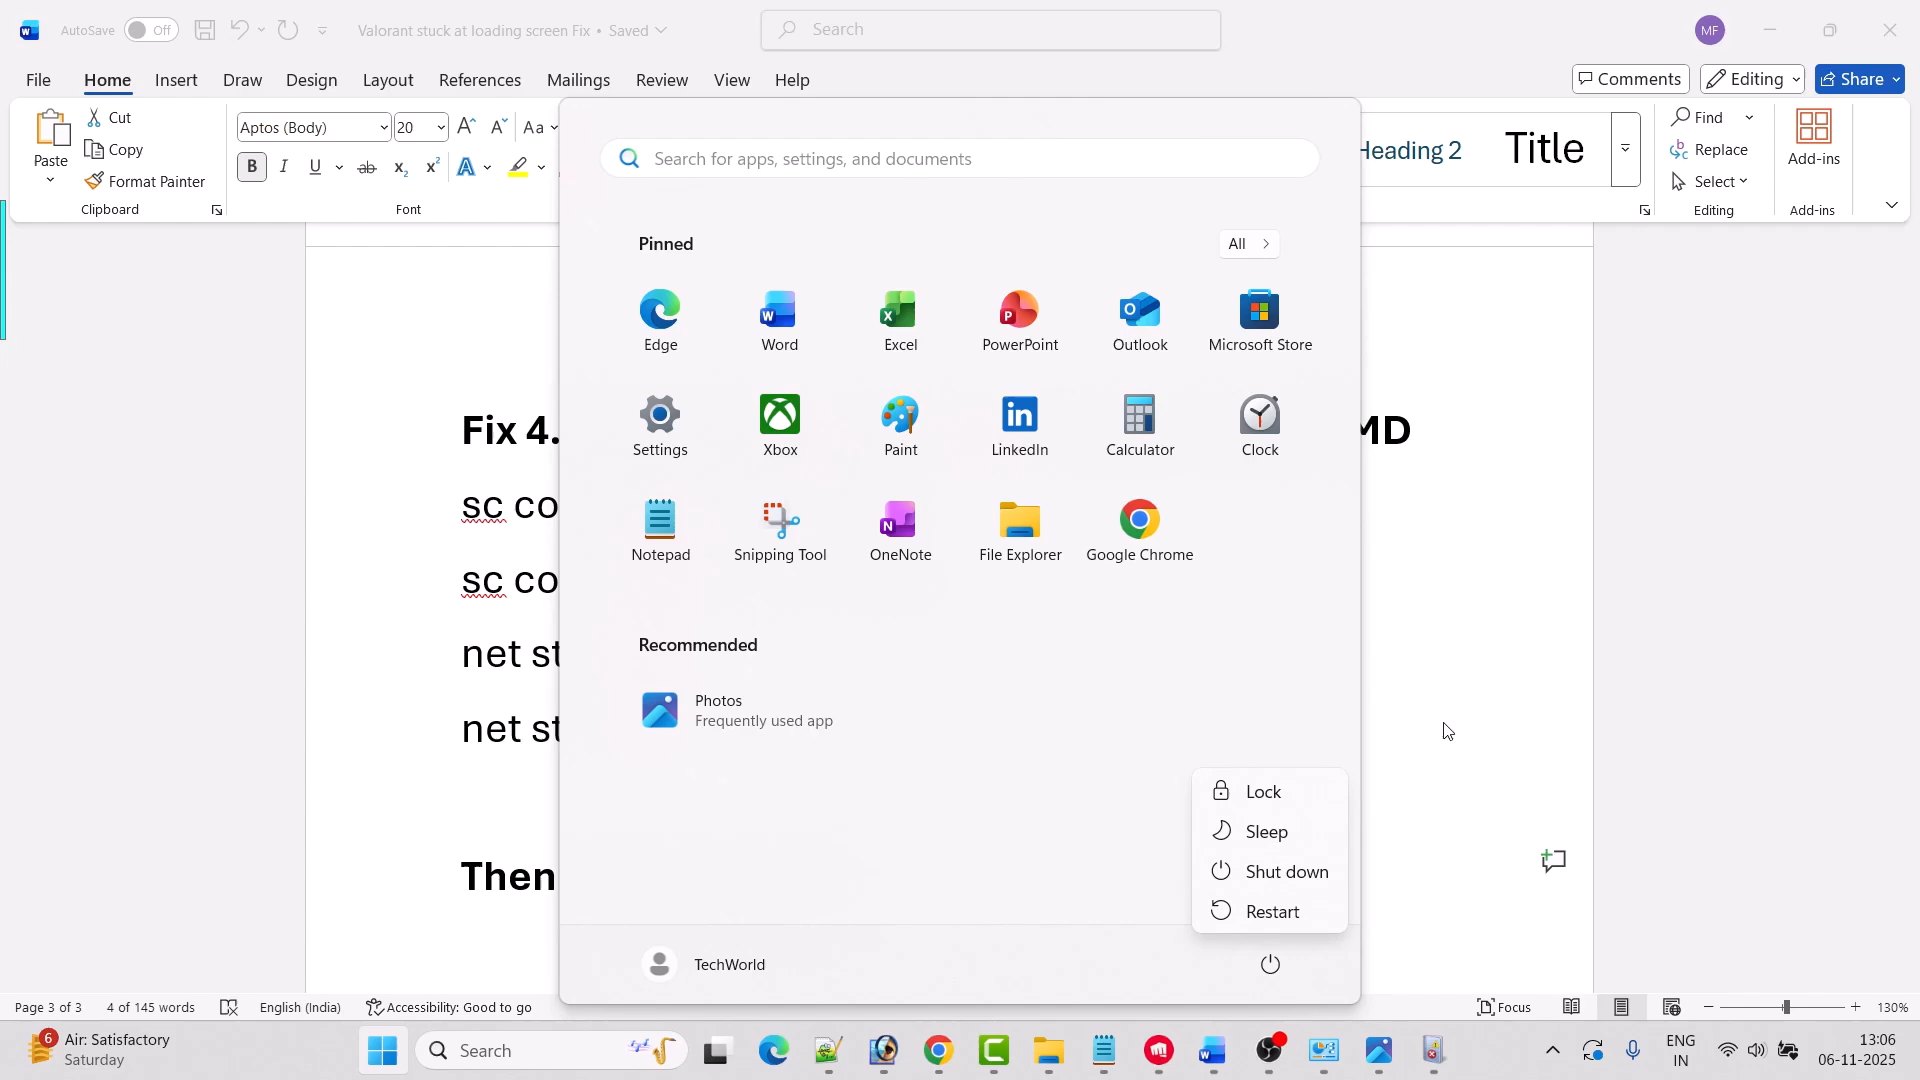 AutoSave Off Valorant stuck at loading screen Fix • Saved Search MF
File Home Insert Draw Design Layout References Mailings Review View Help Comments Editing Share
Paste Cut Copy Format Painter
Clipboard
Aptos (Body) 20 Aa
B I U ab x₂ x² A
Font
Heading 2 Title
Find
Replace
Select
Editing
Add-ins
Add-ins
Search for apps, settings, and documents
Pinned All
Edge Word Excel PowerPoint Outlook Microsoft Store
Settings Xbox Paint LinkedIn Calculator Clock
Notepad Snipping Tool OneNote File Explorer Google Chrome
Recommended
Photos
Frequently used app
Lock
Sleep
Shut down
Restart
TechWorld
Fix 4. MD
sc co
sc co
net st
net st
Then
Page 3 of 3 4 of 145 words English (India) Accessibility: Good to go Focus 130%
6 Air: Satisfactory
Saturday
Search
ENG
IN
13:06
06-11-2025